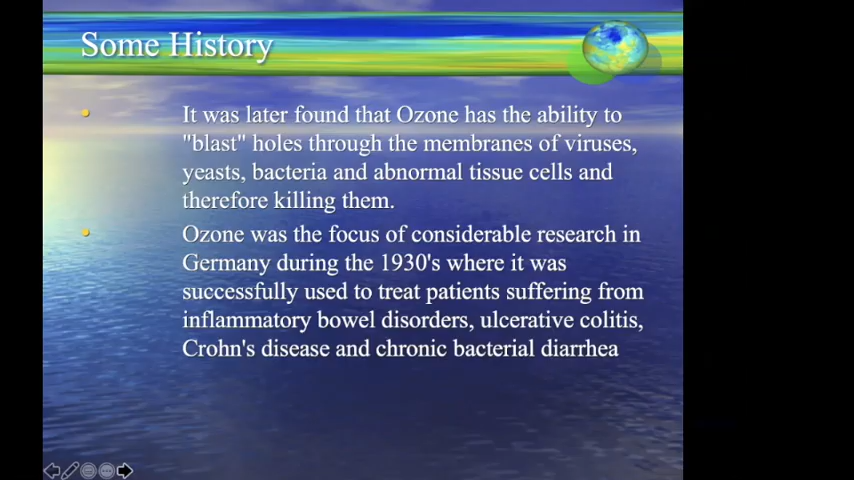 Some History
It was later found that Ozone has the ability to
"blast" holes through the membranes of viruses,
yeasts, bacteria and abnormal tissue cells and
therefore killing them.
Ozone was the focus of considerable research in
Germany during the 1930's where it was
successfully used to treat patients suffering from
inflammatory bowel disorders, ulcerative colitis,
Crohn's disease and chronic bacterial diarrhea